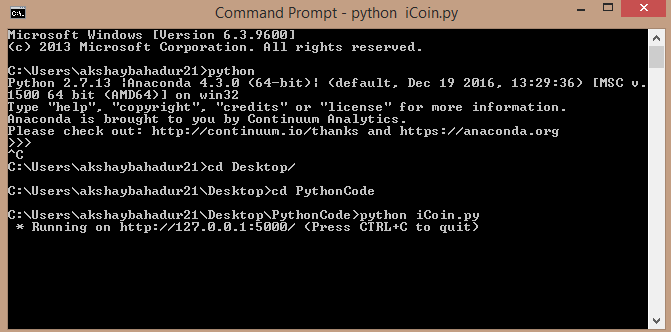 Command Prompt - python iCoin.py
Microsoft Windows [Version 6.3.9600]
(c) 2013 Microsoft Corporation. All rights reserved.
C:\Users\akshaybahadur21>python
Python 2.7.13 |Anaconda 4.3.0 (64-bit)| (default, Dec 19 2016, 13:29:36) [MSC v.
1500 64 bit (AMD64)] on win32
Type "help", "copyright", "credits" or "license" for more information.
Anaconda is brought to you by Continuum Analytics.
Please check out: http://continuum.io/thanks and https://anaconda.org
>>>
^C
C:\Users\akshaybahadur21>cd Desktop/
C:\Users\akshaybahadur21\Desktop>cd PythonCode
C:\Users\akshaybahadur21\Desktop\PythonCode>python iCoin.py
 * Running on http://127.0.0.1:5000/ (Press CTRL+C to quit)